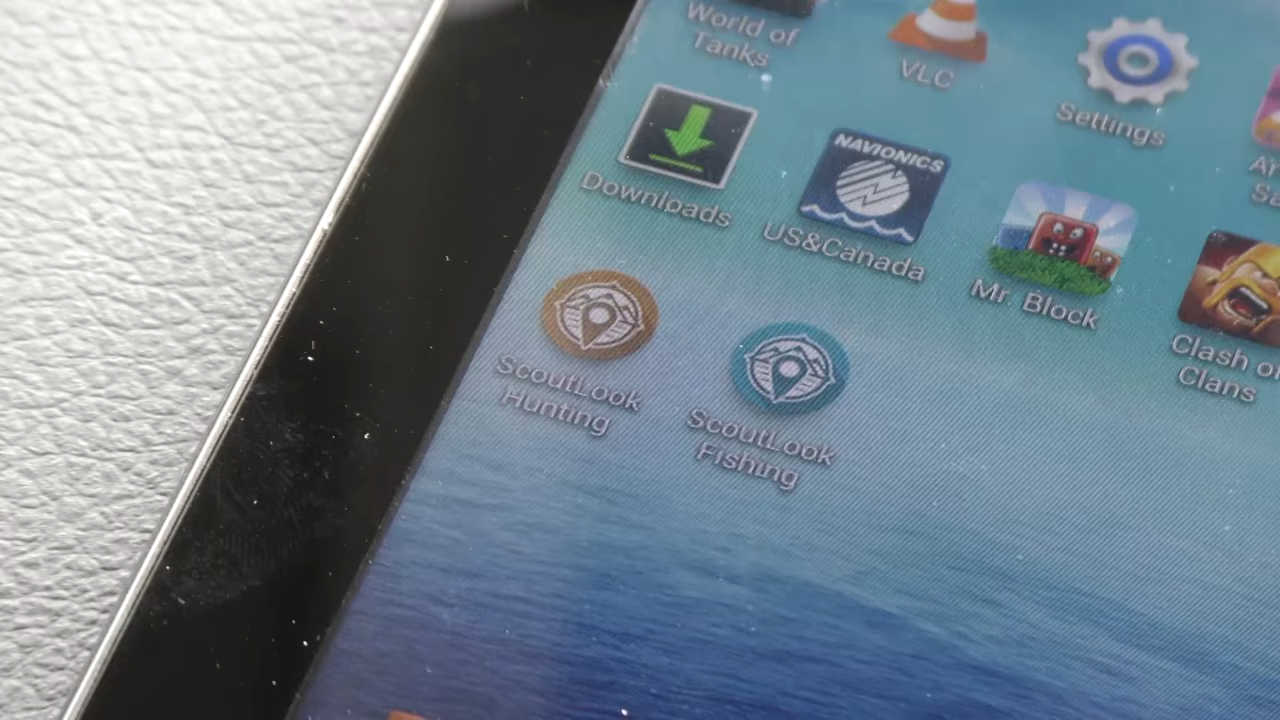 World of
Tanks
VLC
Settings
Downloads
NAVIONICS
US&Canada
Mr. Block
Clash of
Clans
ScoutLook
Hunting
ScoutLook
Fishing